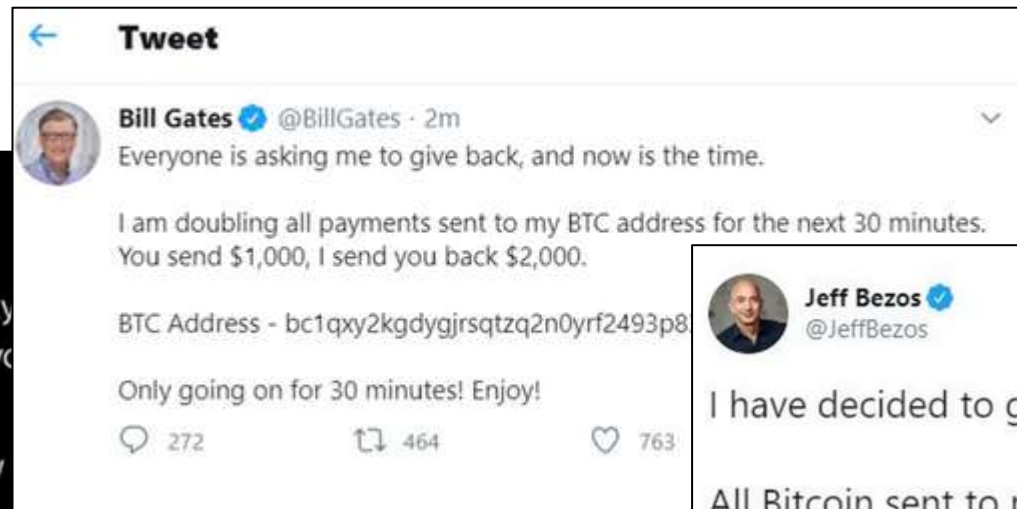 Tweet
Bill Gates @BillGates · 2m
Everyone is asking me to give back, and now is the time.
I am doubling all payments sent to my BTC address for the next 30 minutes.
You send $1,000, I send you back $2,000.
BTC Address - bc1qxy2kgdygjrsqtzq2n0yrf2493p8
Only going on for 30 minutes! Enjoy!
272 464 763
Jeff Bezos
@JeffBezos
I have decided to
All Bitcoin sent to